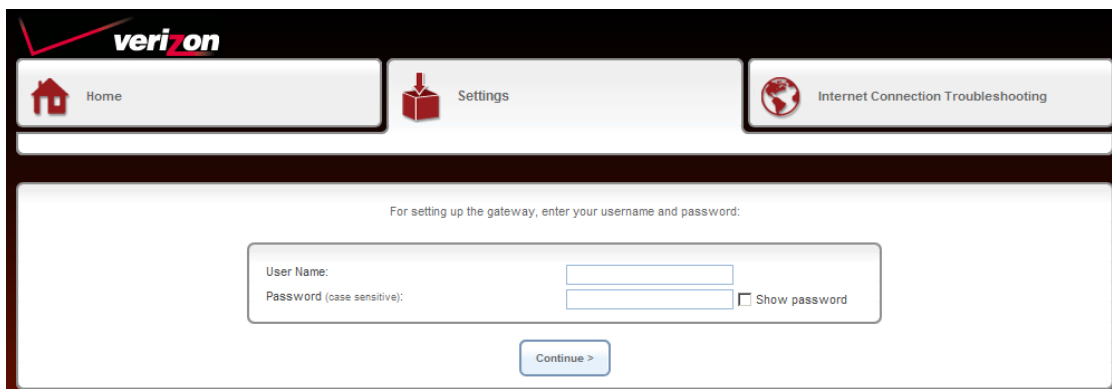 verizon
Home
Settings
Internet Connection Troubleshooting
For setting up the gateway, enter your username and password:
User Name:
Password (case sensitive):
Show password
Continue >